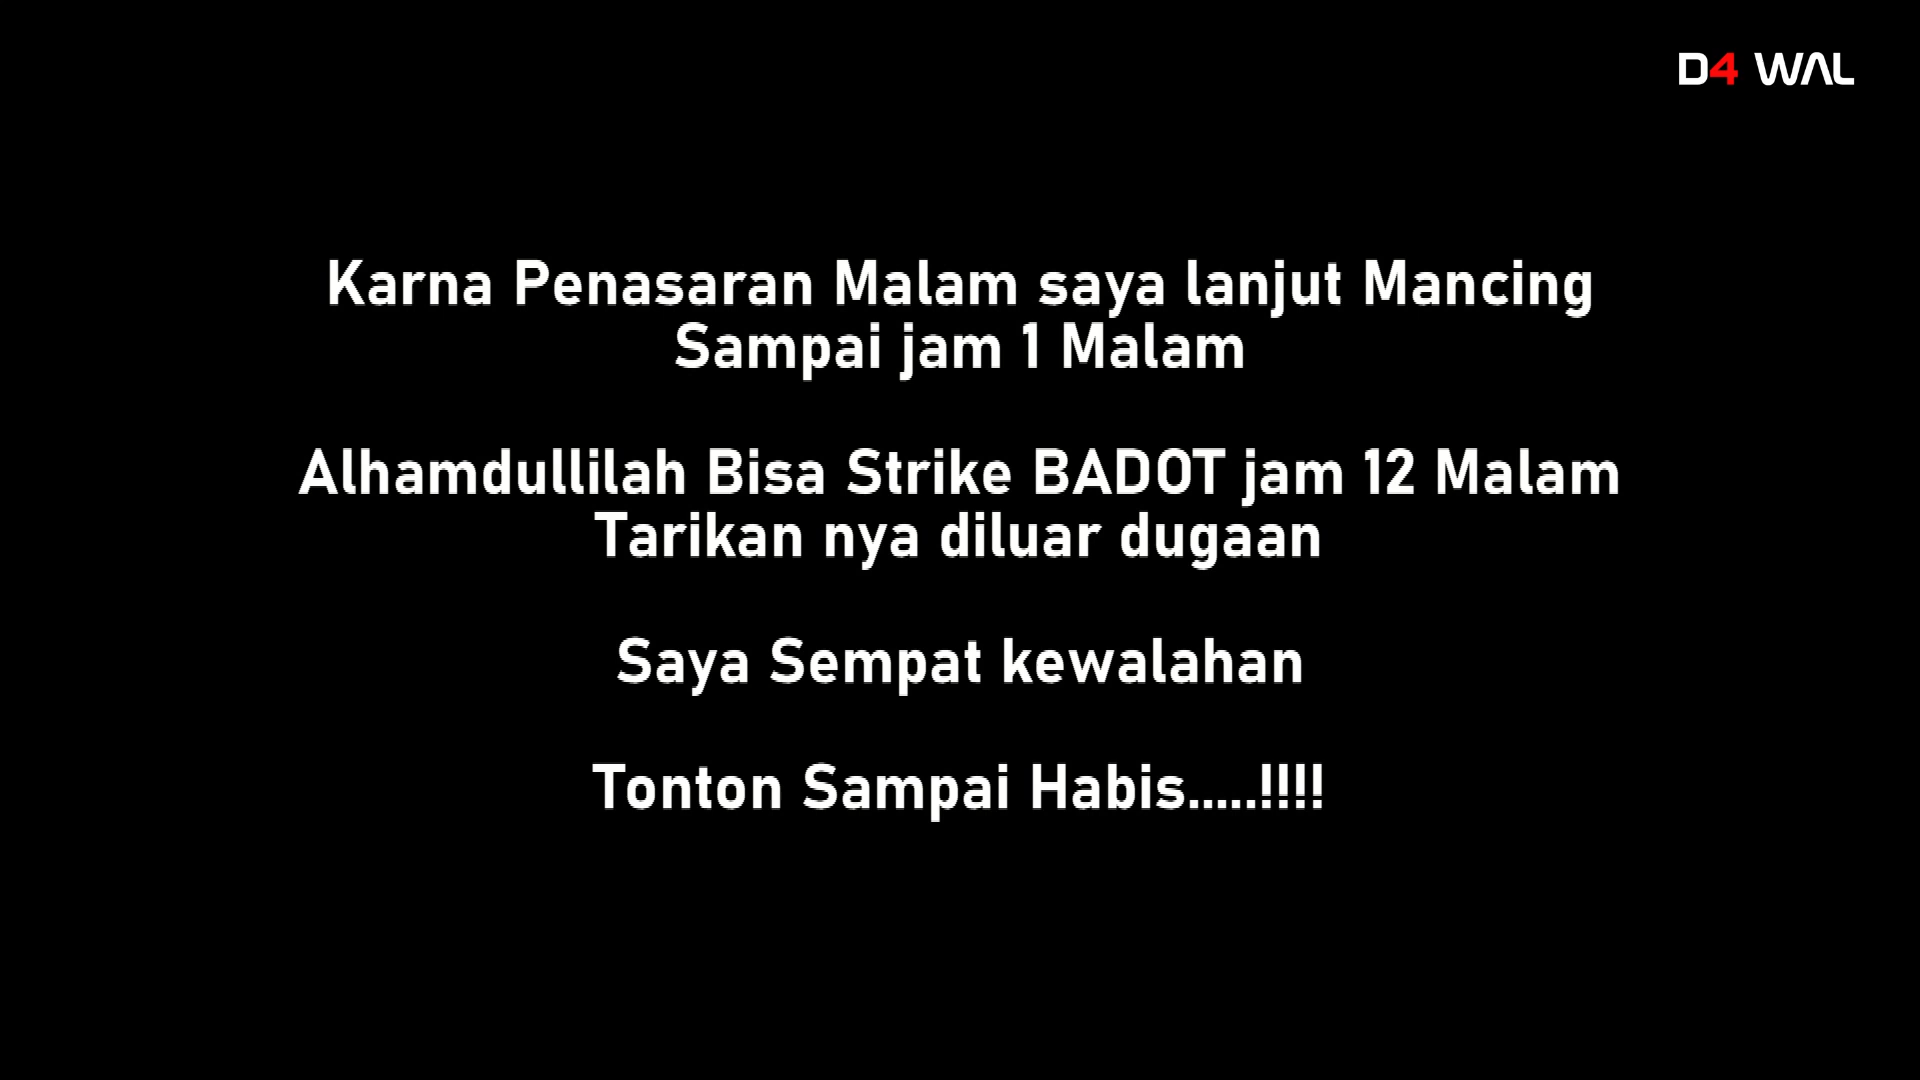 D4 WAL
Karna Penasaran Malam saya lanjut Mancing
Sampai jam 1 Malam
Alhamdullilah Bisa Strike BADOT jam 12 Malam
Tarikan nya diluar dugaan
Saya Sempat kewalahan
Tonton Sampai Habis.....!!!!